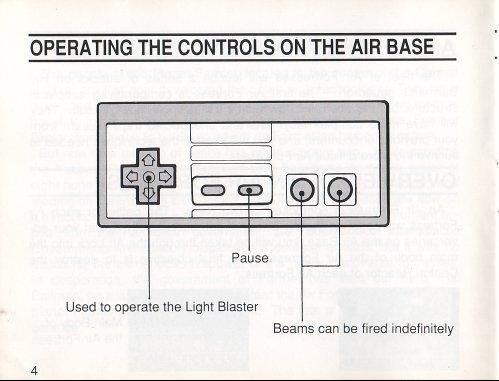 OPERATING THE CONTROLS ON THE AIR BASE
Pause
Used to operate the Light Blaster
Beams can be fired indefinitely
4